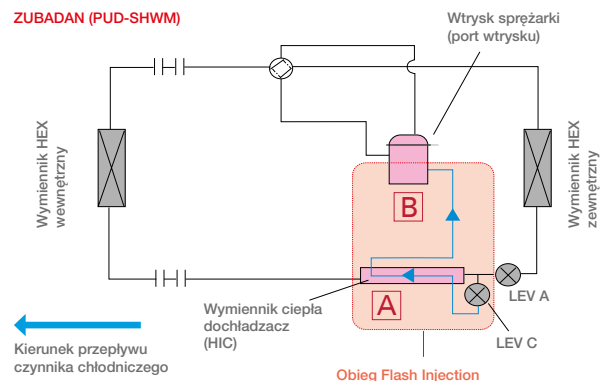 ZUBADAN (PUD-SHWM)
Wtrysk sprężarki
(port wtrysku)
Wymiennik HEX
wewnętrzny
Wymiennik HEX
zewnętrzny
B
A
LEV A
LEV C
Wymiennik ciepła
dochładzacz
(HIC)
Kierunek przepływu
czynnika chłodniczego
Obieg Flash Injection